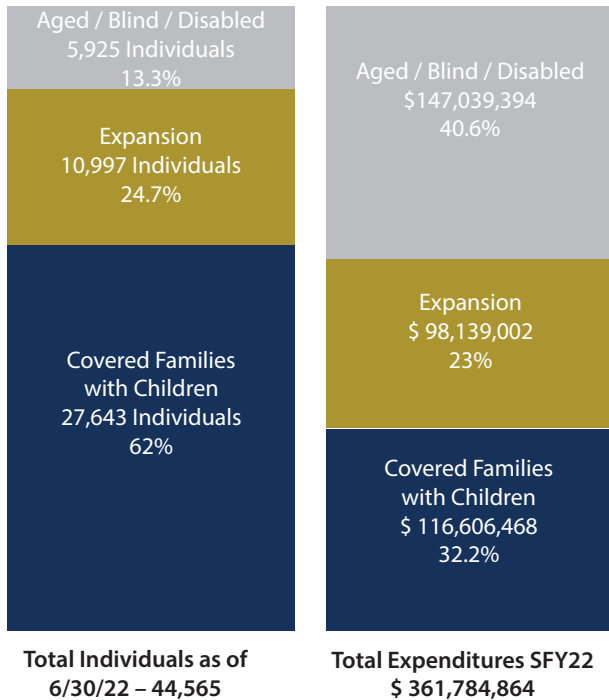 Aged / Blind / Disabled
5,925 Individuals
13.3%
Expansion
10,997 Individuals
24.7%
Covered Families
with Children
27,643 Individuals
62%
Total Individuals as of
6/30/22 – 44,565
Aged / Blind / Disabled
$147,039,394
40.6%
Expansion
$ 98,139,002
23%
Covered Families
with Children
$ 116,606,468
32.2%
Total Expenditures SFY22
$ 361,784,864